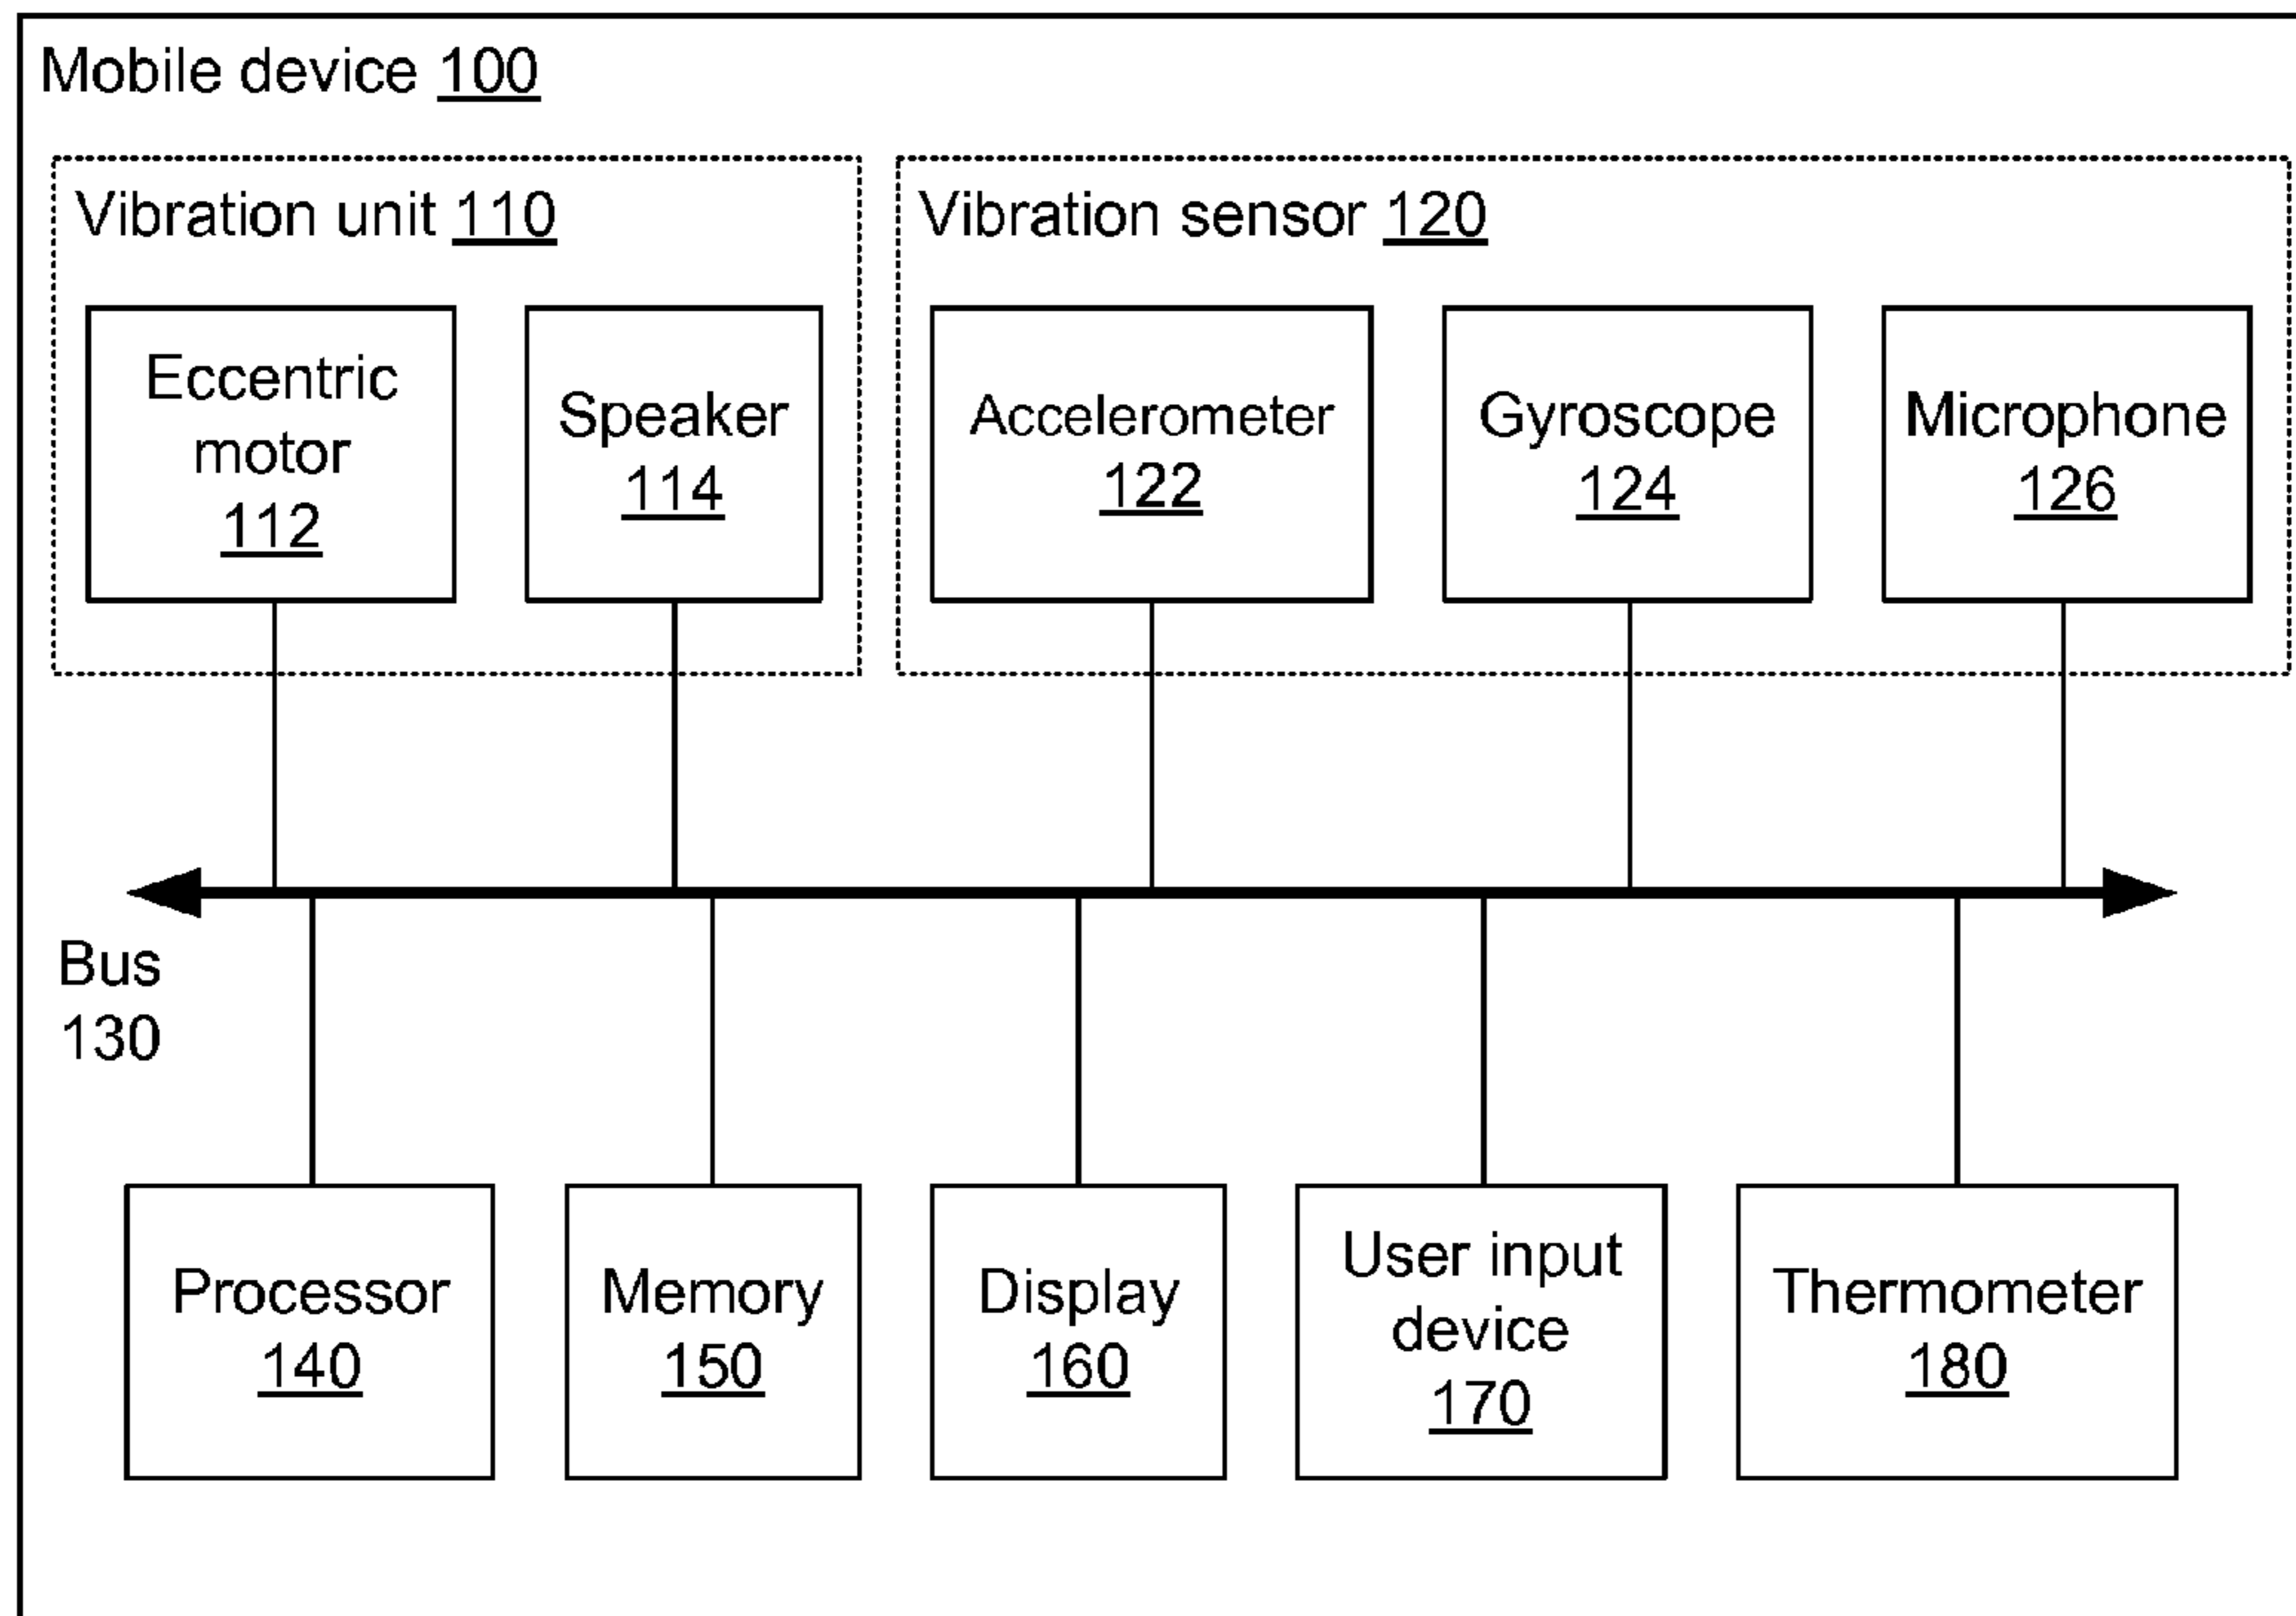 Mobile device 100
Vibration unit 110
Vibration sensor 120
Eccentric
motor
112
Speaker
114
Accelerometer
122
Gyroscope
124
Microphone
126
Bus
130
Processor
140
Memory
150
Display
160
User input
device
170
Thermometer
180